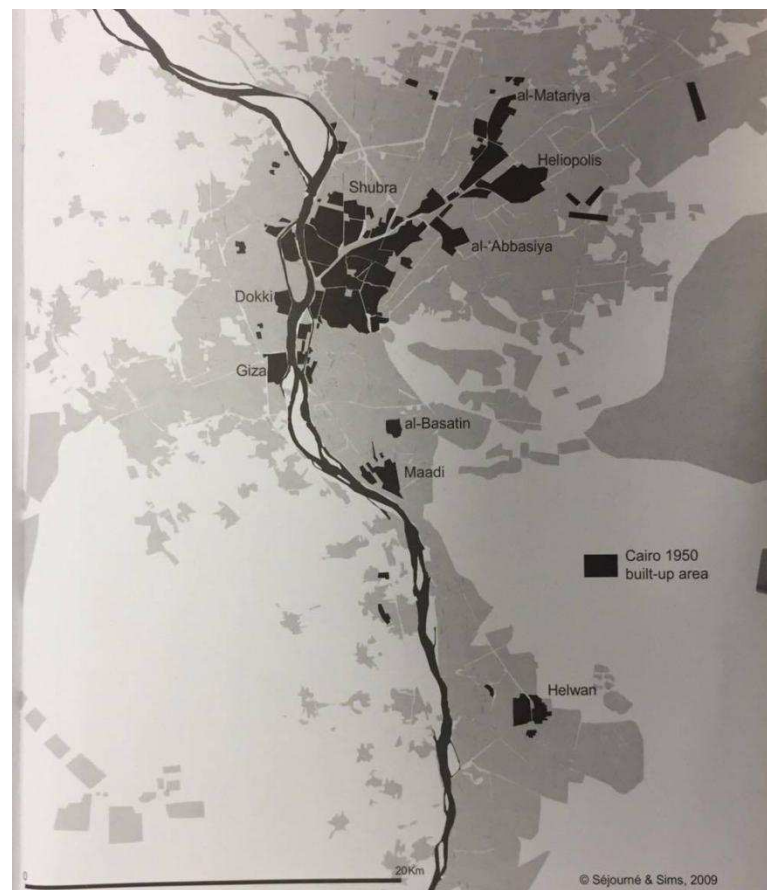 al-Matariya
Heliopolis
Shubra
al-'Abbasiya
Dokki
Giza
al-Basatin
Maadi
Cairo 1950
built-up area
Helwan
0
20Km
© Séjourné & Sims, 2009